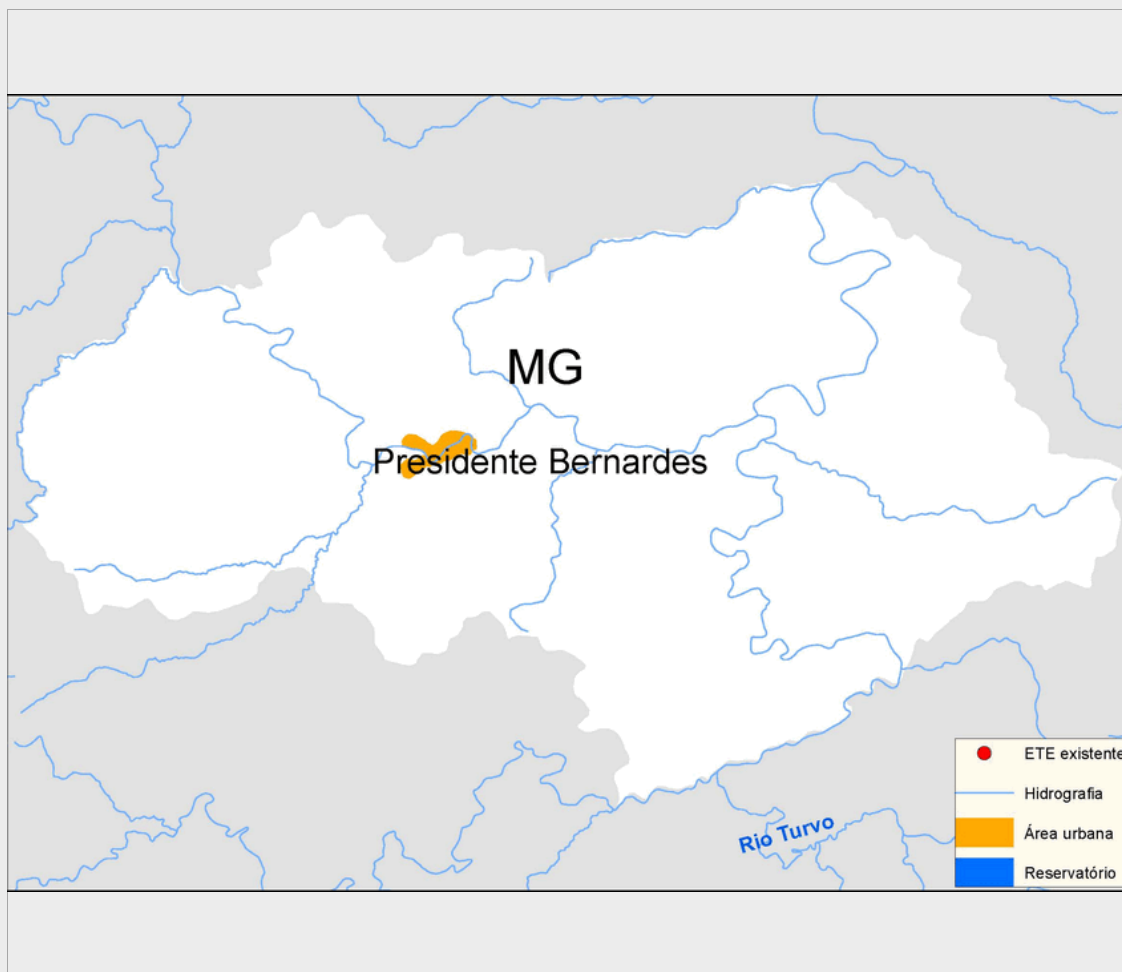 MG
Presidente Bernardes
Rio Turvo
ETE existente
Hidrografia
Área urbana
Reservatório